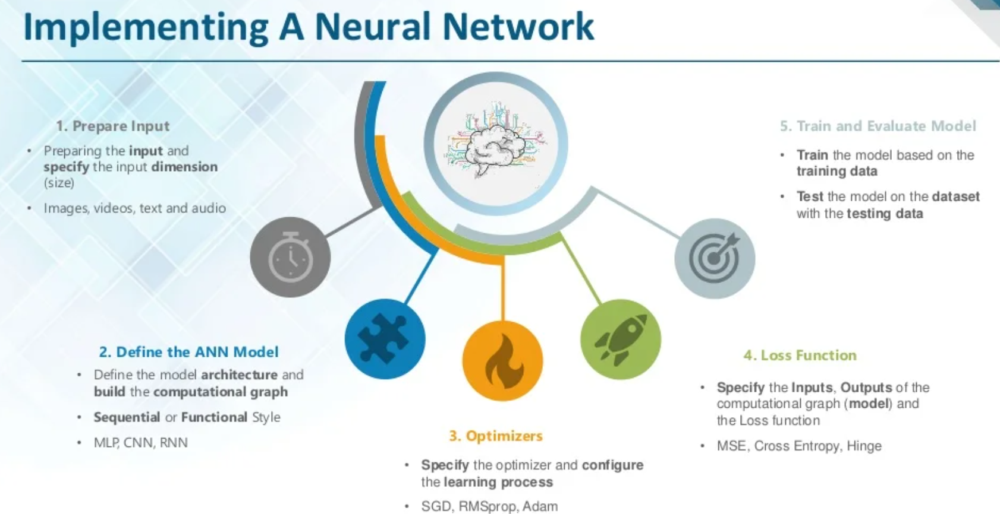 Implementing A Neural Network
1. Prepare Input
• Preparing the input and
specify the input dimension
(size)
• Images, videos, text and audio
2. Define the ANN Model
• Define the model architecture and
build the computational graph
• Sequential or Functional Style
• MLP, CNN, RNN
3. Optimizers
• Specify the optimizer and configure
the learning process
• SGD, RMSprop, Adam
4. Loss Function
• Specify the Inputs, Outputs of the
computational graph (model) and
the Loss function
• MSE, Cross Entropy, Hinge
5. Train and Evaluate Model
• Train the model based on the
training data
• Test the model on the dataset
with the testing data